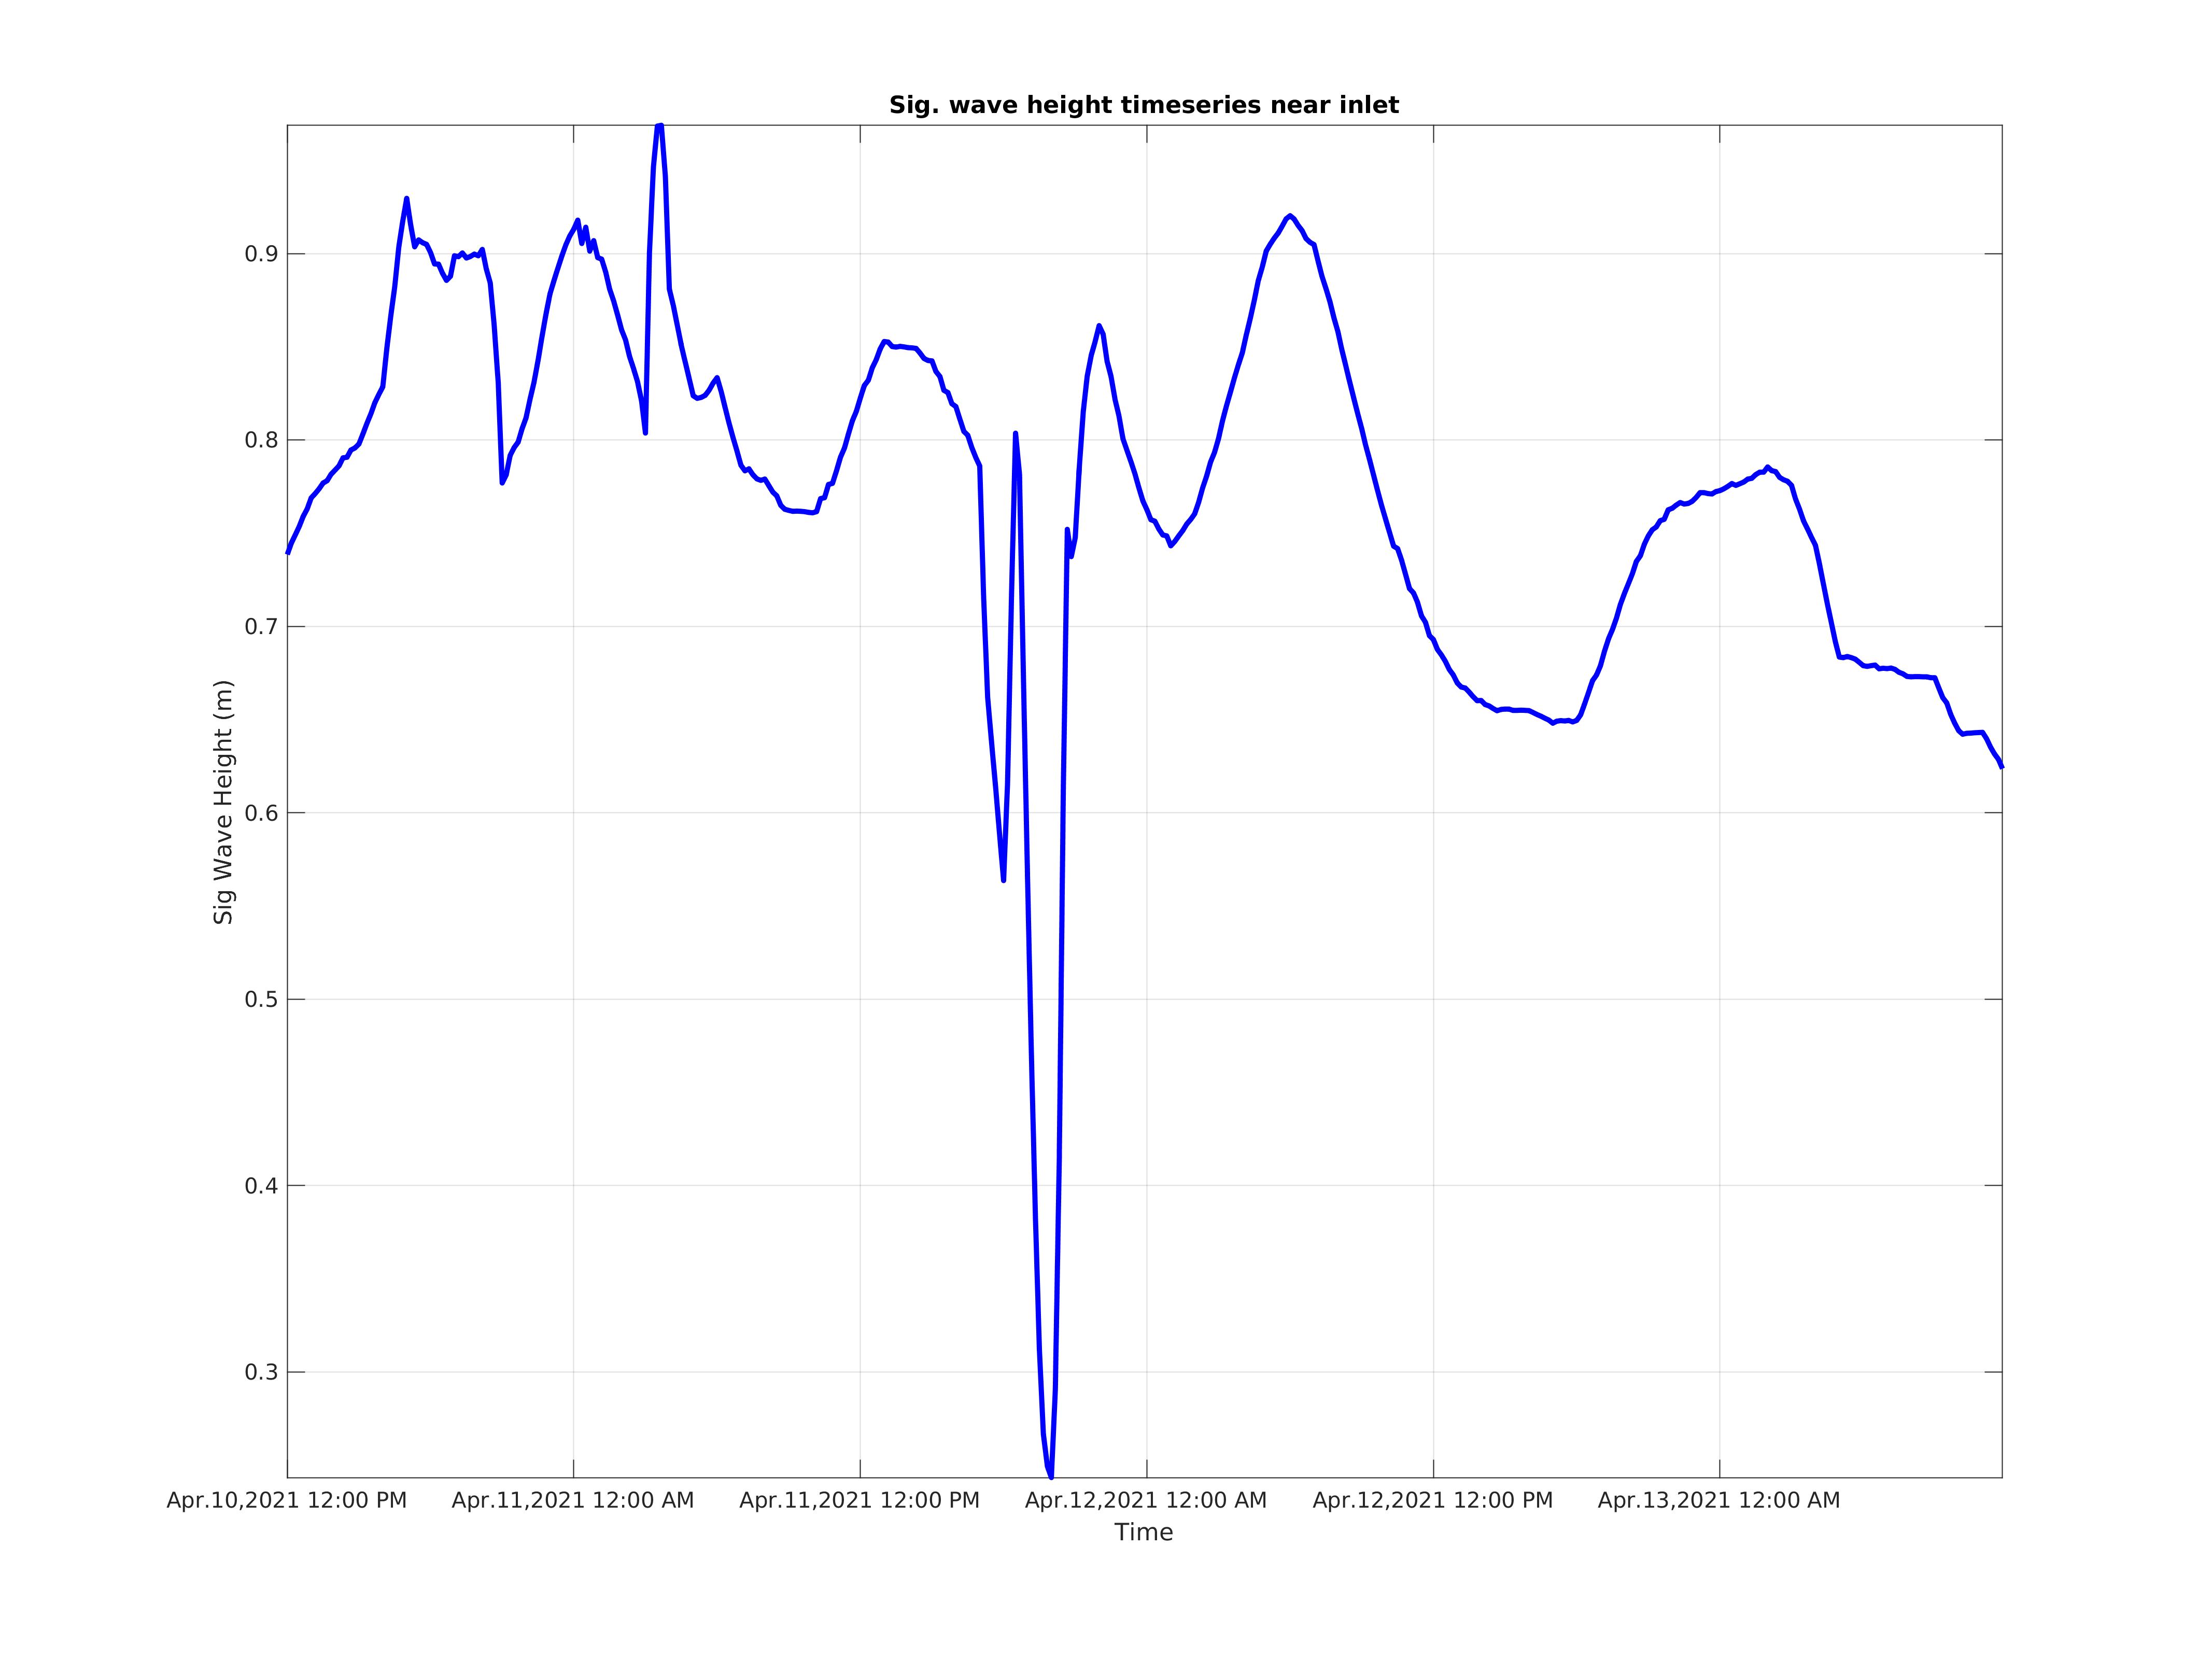 Sig. wave height timeseries near inlet
0.9
0.8
0.7
0.6
0.5
0.4
0.3
Sig Wave Height (m)
Apr.10,2021 12:00 PM
Apr.11,2021 12:00 AM
Apr.11,2021 12:00 PM
Apr.12,2021 12:00 AM
Apr.12,2021 12:00 PM
Apr.13,2021 12:00 AM
Time